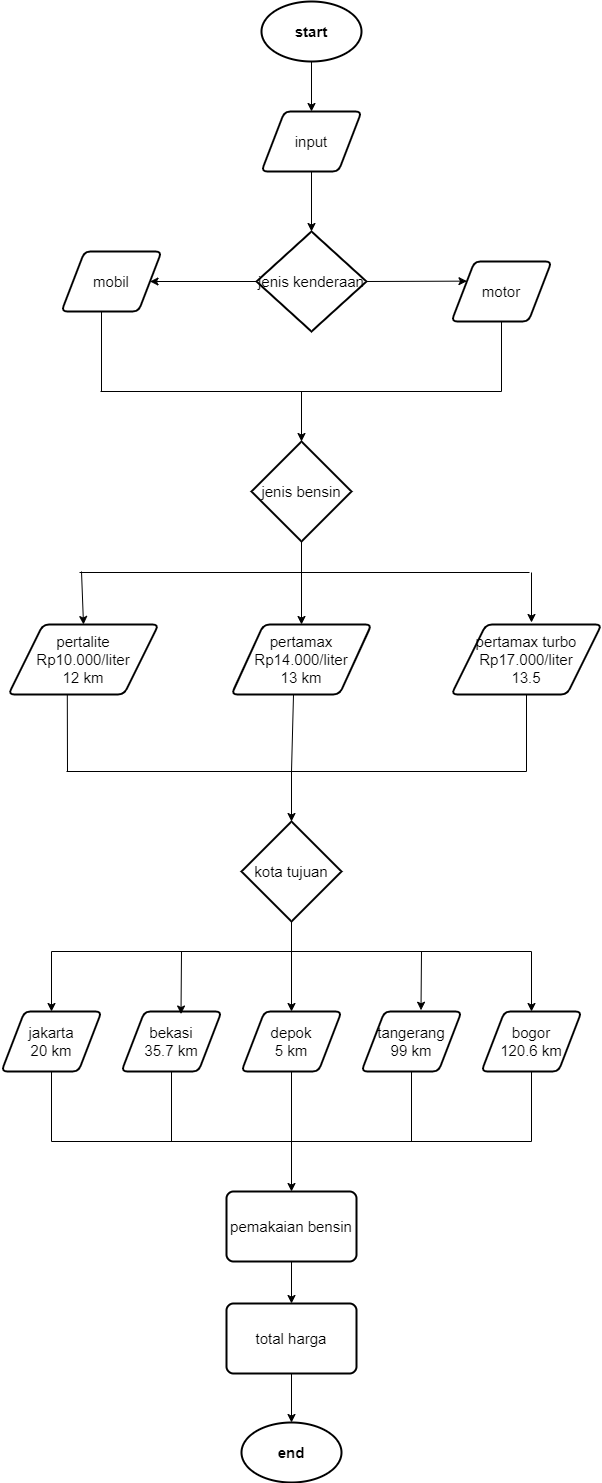 start
input
jenis kenderaan
mobil
motor
jenis bensin
pertalite
Rp10.000/liter
12 km
pertamax
Rp14.000/liter
13 km
pertamax turbo
Rp17.000/liter
13.5
kota tujuan
jakarta
20 km
bekasi
35.7 km
depok
5 km
tangerang
99 km
bogor
120.6 km
pemakaian bensin
total harga
end